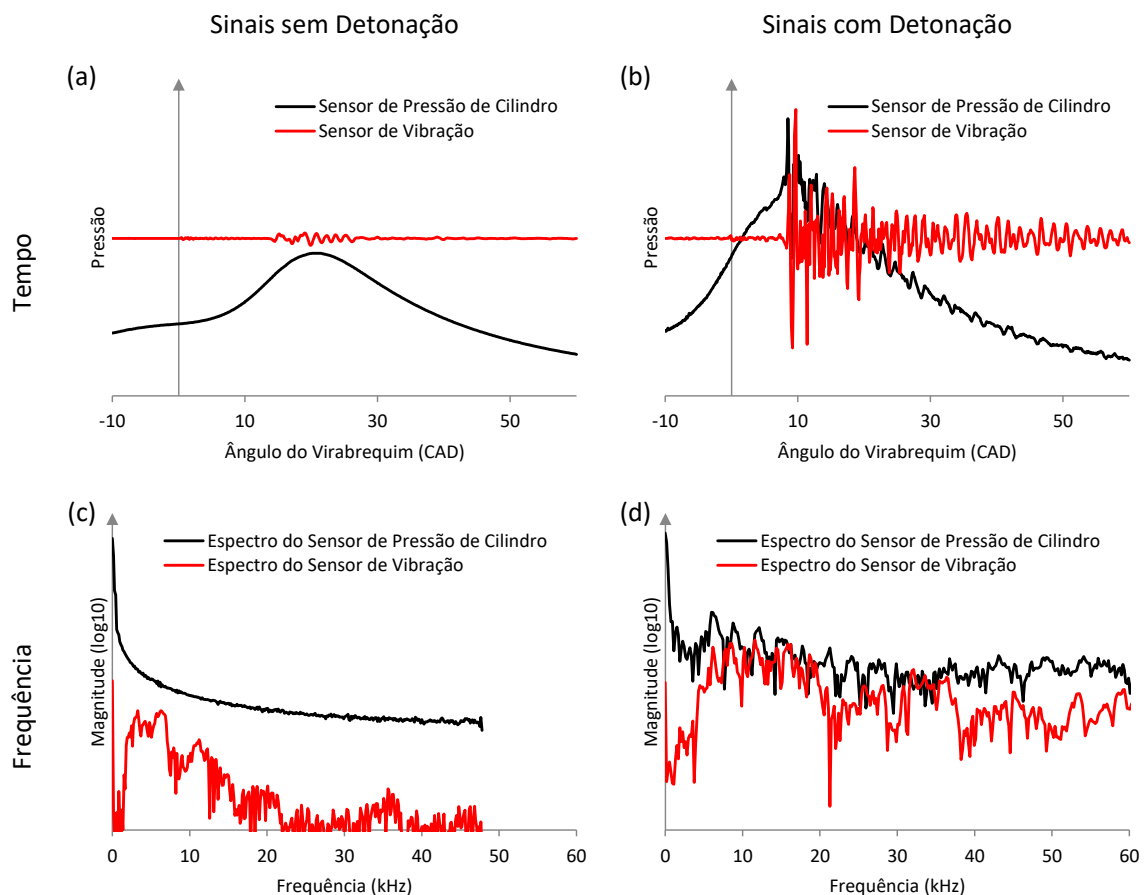 Sinais sem Detonação
Sinais com Detonação
Tempo
(a)
Sensor de Pressão de Cilindro
Sensor de Vibração
Pressão
-10 10 30 50
Ângulo do Virabrequim (CAD)
(b)
Sensor de Pressão de Cilindro
Sensor de Vibração
Pressão
-10 10 30 50
Ângulo do Virabrequim (CAD)
Frequência
(c)
Espectro do Sensor de Pressão de Cilindro
Espectro do Sensor de Vibração
Magnitude (log10)
0 10 20 30 40 50 60
Frequência (kHz)
(d)
Espectro do Sensor de Pressão de Cilindro
Espectro do Sensor de Vibração
Magnitude (log10)
0 10 20 30 40 50 60
Frequência (kHz)